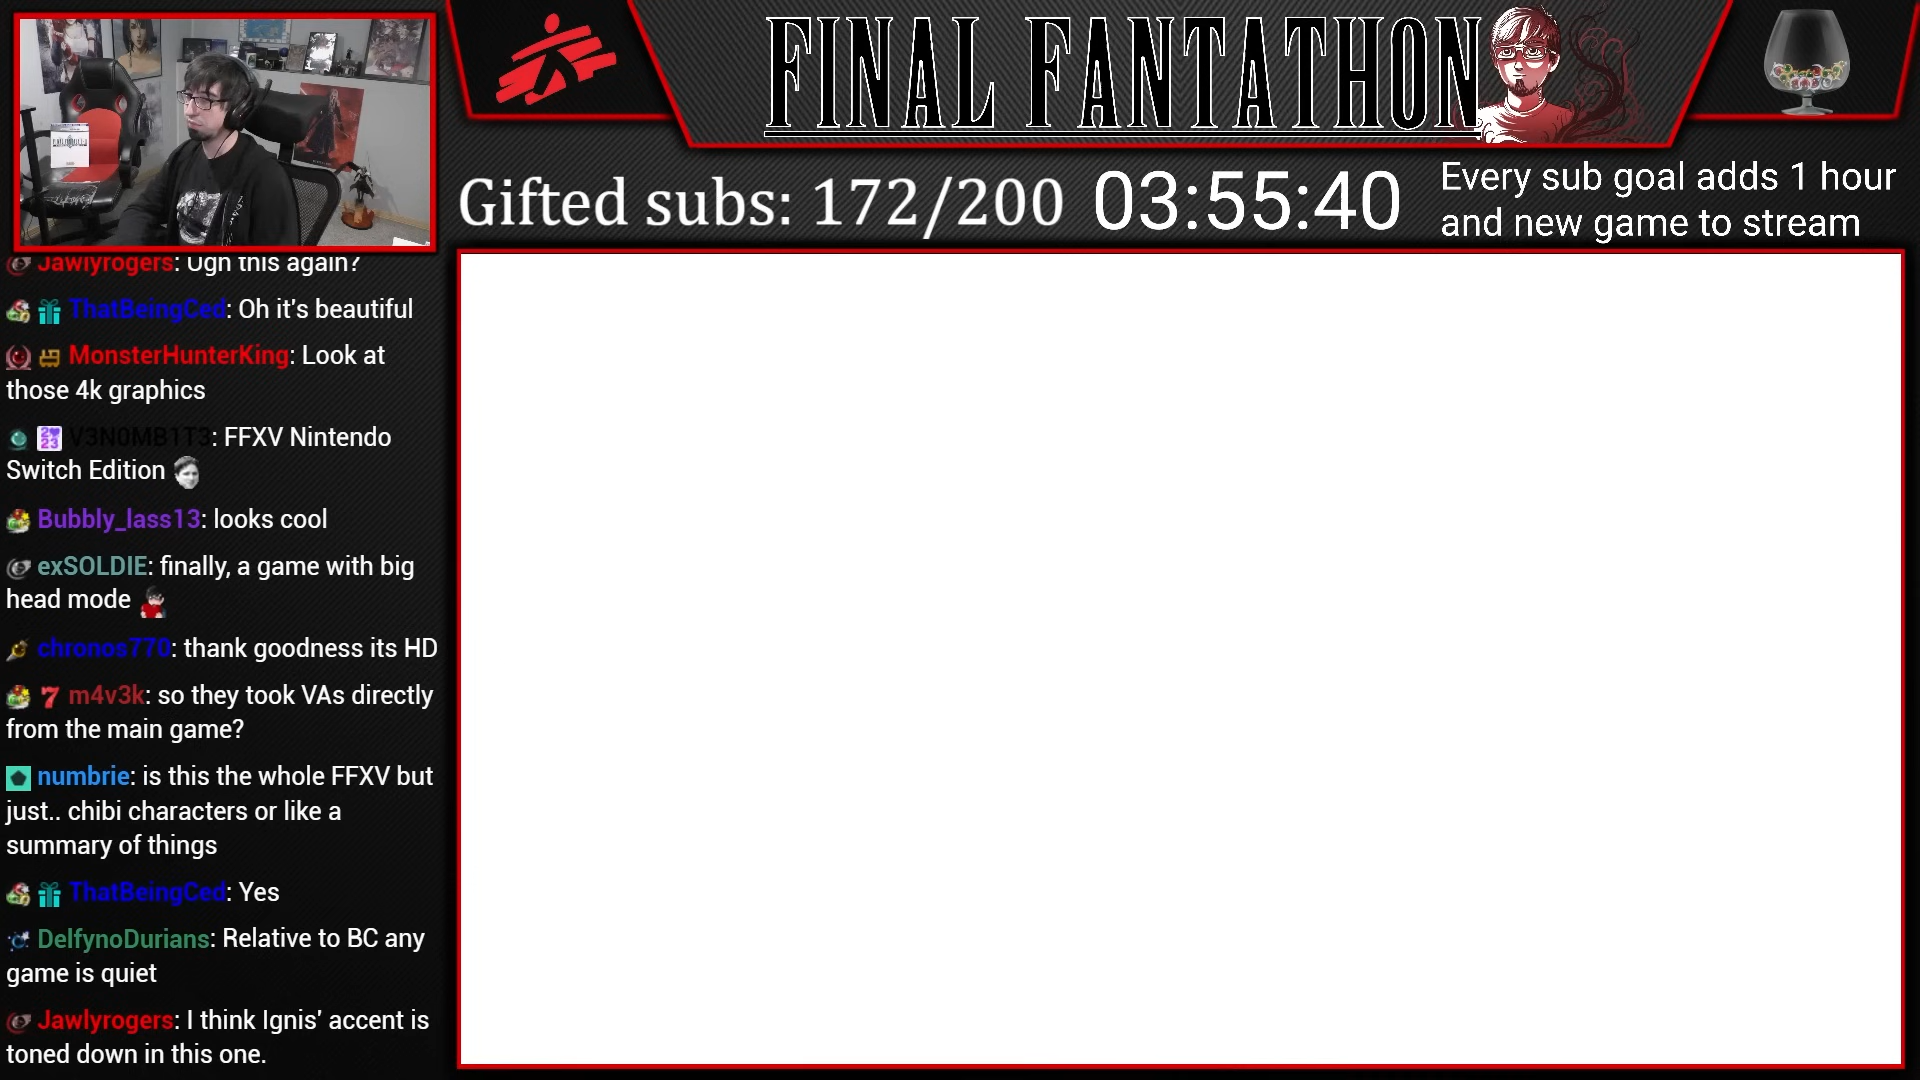 FINAL FANTATHON
Gifted subs: 172/200
03:55:40
Every sub goal adds 1 hour
and new game to stream
Jawlyrogers: Ugh this again?
ThatBeingCed: Oh it's beautiful
MonsterHunterKing: Look at
those 4k graphics
V3N0MB1T3: FFXV Nintendo
Switch Edition
Bubbly_lass13: looks cool
exSOLDIE: finally, a game with big
head mode
chronos770: thank goodness its HD
7 m4v3k: so they took VAs directly
from the main game?
numbrie: is this the whole FFXV but
just.. chibi characters or like a
summary of things
ThatBeingCed: Yes
DelfynoDurians: Relative to BC any
game is quiet
Jawlyrogers: I think Ignis' accent is
toned down in this one.